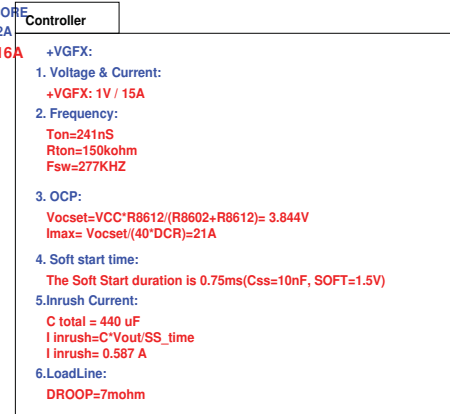 ORE
2A
16A
Controller
+VGFX:
1. Voltage & Current:
+VGFX: 1V / 15A
2. Frequency:
Ton=241nS
Rton=150kohm
Fsw=277KHZ
3. OCP:
Vocset=VCC*R8612/(R8602+R8612)= 3.844V
Imax= Vocset/(40*DCR)=21A
4. Soft start time:
The Soft Start duration is 0.75ms(Css=10nF, SOFT=1.5V)
5.Inrush Current:
C total = 440 uF
I inrush=C*Vout/SS_time
I inrush= 0.587 A
6.LoadLine:
DROOP=7mohm